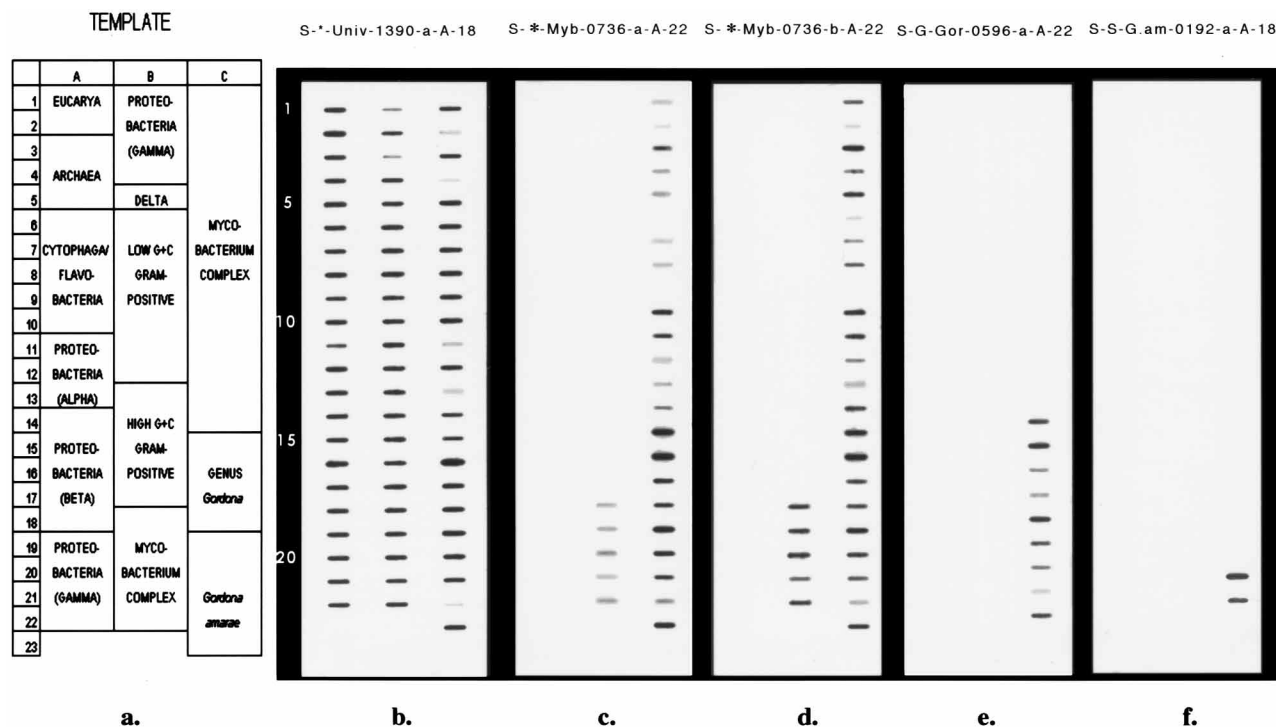 TEMPLATE
S-*-Univ-1390-a-A-18
S-*-Myb-0736-a-A-22
S-*-Myb-0736-b-A-22
S-G-Gor-0596-a-A-22
S-S-G.am-0192-a-A-18
A B C
1 EUCARYA PROTEO-
2 BACTERIA
3 (GAMMA)
4 ARCHAEA
5 DELTA
6 MYCO-
7 CYTOPHAGA/ LOW G+C BACTERIUM
8 FLAVO- GRAM- COMPLEX
9 BACTERIA POSITIVE
10
11 PROTEO-
12 BACTERIA
13 (ALPHA)
14 HIGH G+C
15 PROTEO- GRAM-
16 BACTERIA POSITIVE GENUS
17 (BETA) Gordona
18
19 PROTEO- MYCO-
20 BACTERIA BACTERIUM
21 (GAMMA) COMPLEX Gordona
22 amarae
23
1
5
10
15
20
a. b. c. d. e. f.